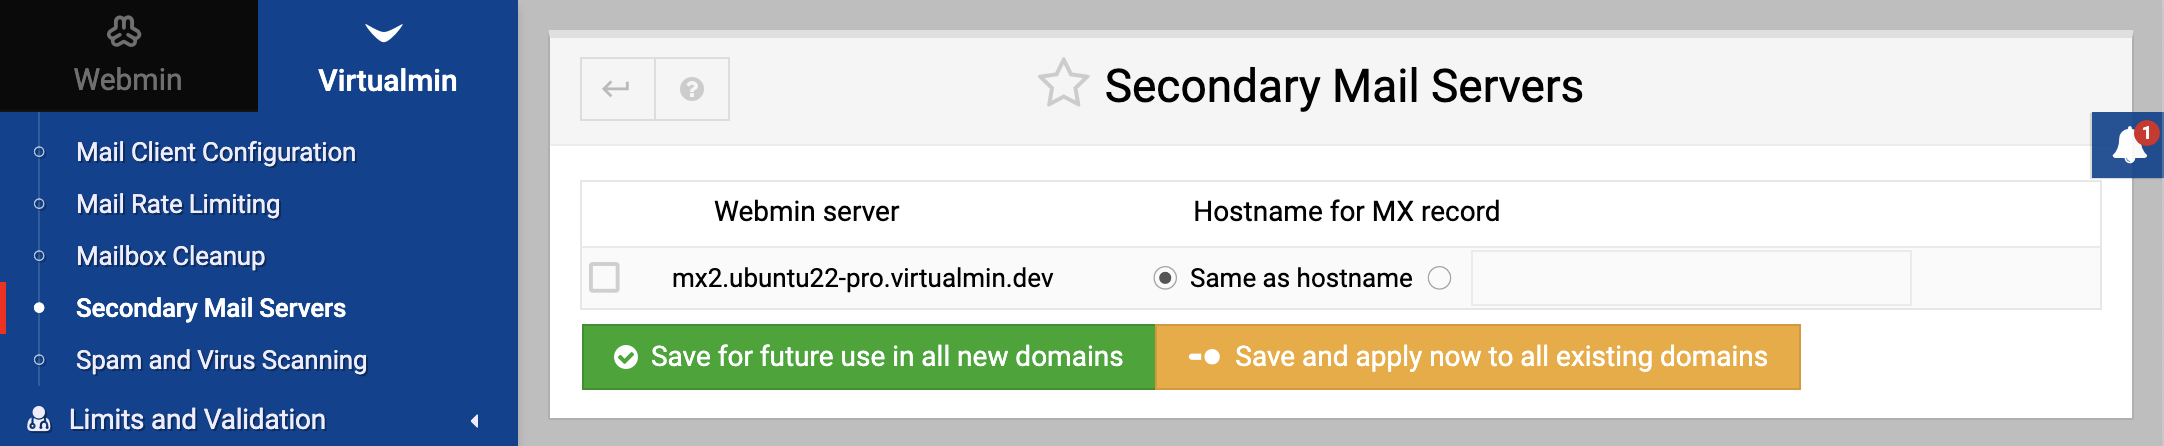 Webmin
Virtualmin
Mail Client Configuration
Mail Rate Limiting
Mailbox Cleanup
Secondary Mail Servers
Spam and Virus Scanning
Limits and Validation
?
Secondary Mail Servers
1
Webmin server Hostname for MX record
mx2.ubuntu22-pro.virtualmin.dev Same as hostname
Save for future use in all new domains Save and apply now to all existing domains